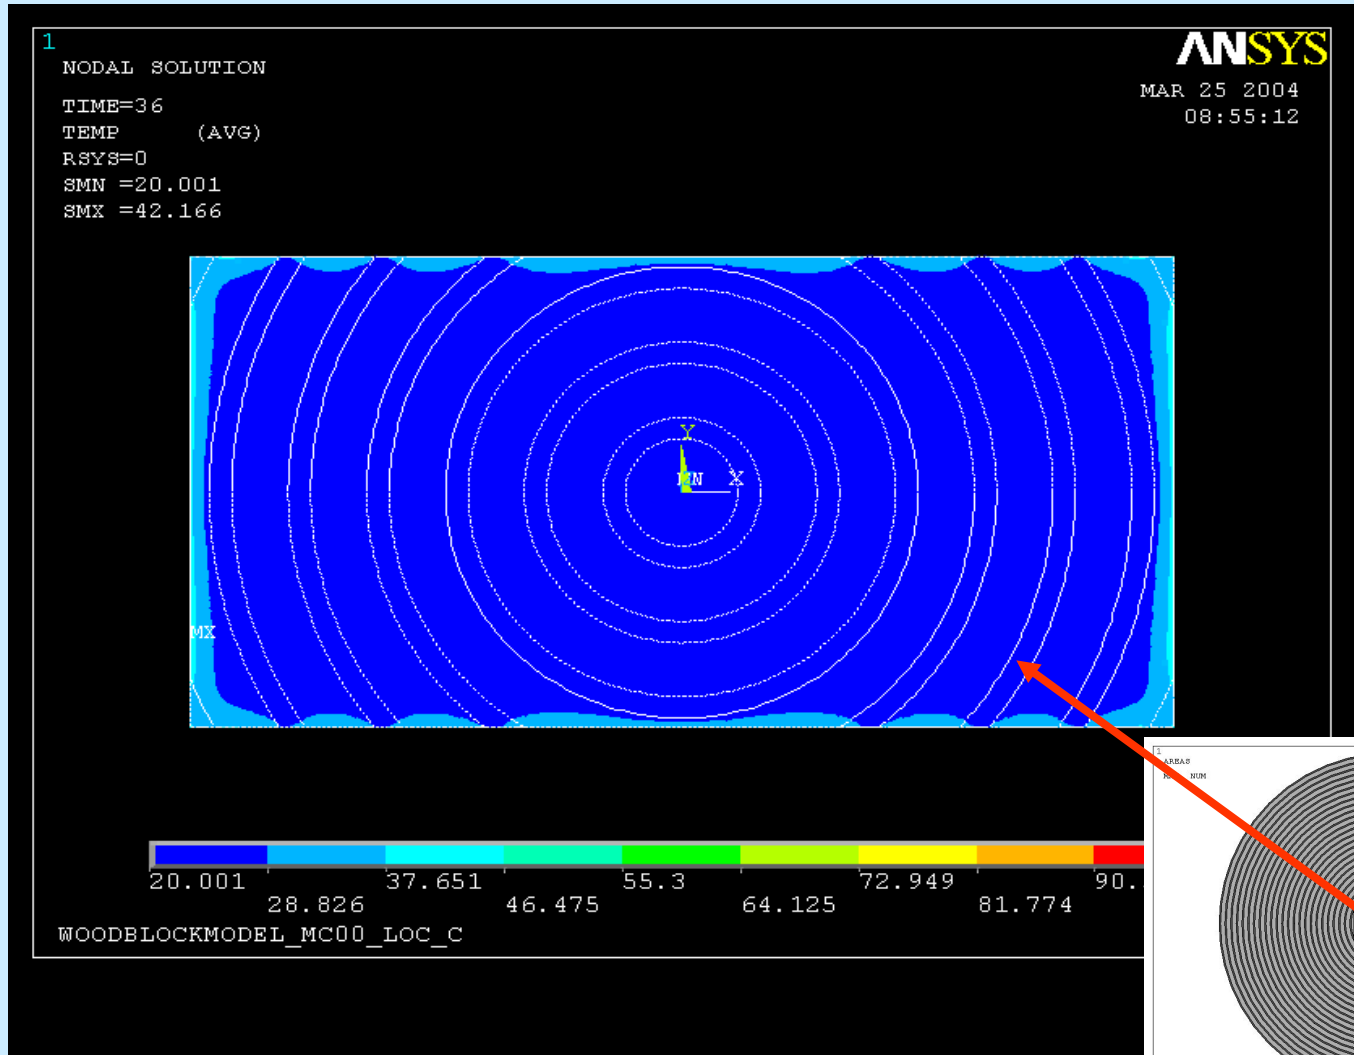 1
NODAL SOLUTION
TIME=36
TEMP (AVG)
RSYS=0
SMN =20.001
SMX =42.166
ANSYS
MAR 25 2004
08:55:12
Y
MN X
MX
20.001 37.651 55.3 72.949 90.
28.826 46.475 64.125 81.774
WOODBLOCKMODEL_MC00_LOC_C
1
AREAS
NUM